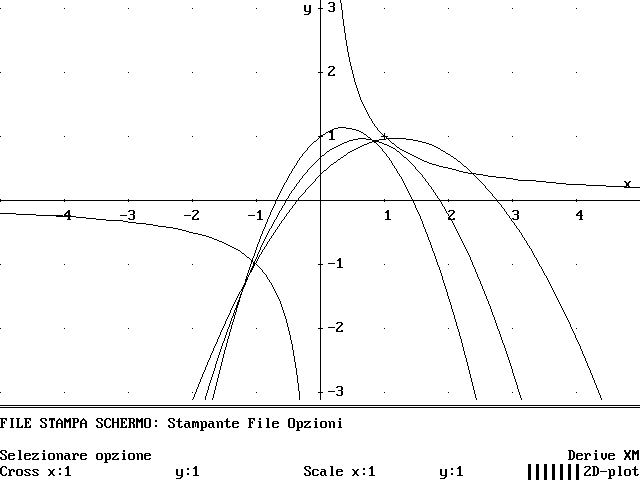 y
3
2
1
x
-4 -3 -2 -1 1 2 3 4
-1
-2
-3
FILE STAMPA SCHERMO: Stampante File Opzioni
Selezionare opzione Derive XM
Cross x:1 y:1 Scale x:1 y:1 2D-plot